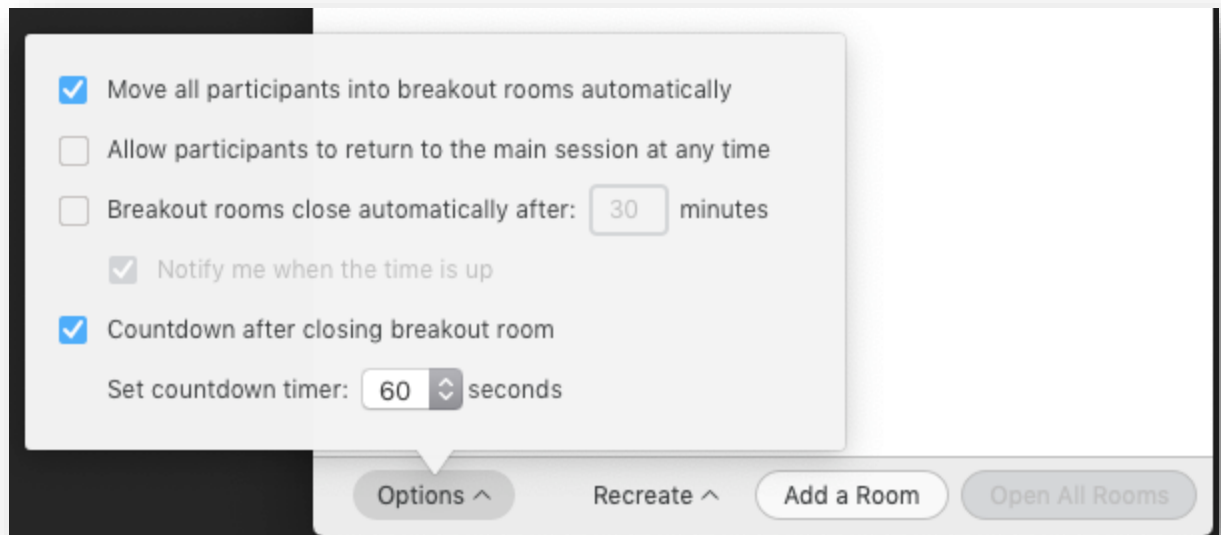 Move all participants into breakout rooms automatically
Allow participants to return to the main session at any time
Breakout rooms close automatically after: 30 minutes
Notify me when the time is up
Countdown after closing breakout room
Set countdown timer: 60 seconds
Options Recreate Add a Room Open All Rooms